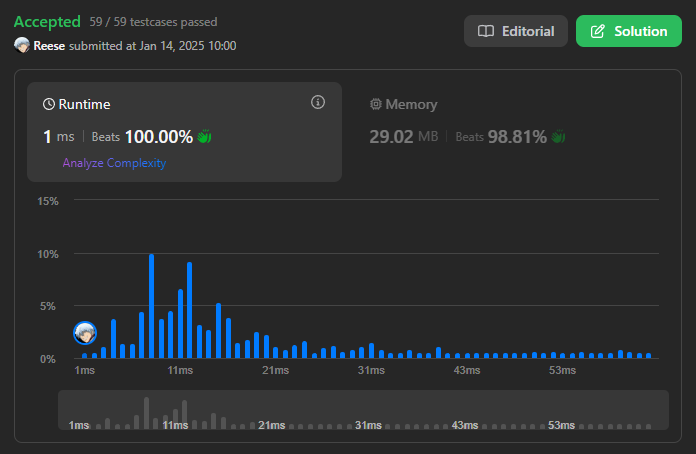 Accepted 59 / 59 testcases passed
Reese submitted at Jan 14, 2025 10:00
Editorial
Solution
Runtime
1 ms Beats 100.00%
Analyze Complexity
Memory
29.02 MB Beats 98.81%
15%
10%
5%
0%
1ms 11ms 21ms 31ms 43ms 53ms
1ms 11ms 21ms 31ms 43ms 53ms